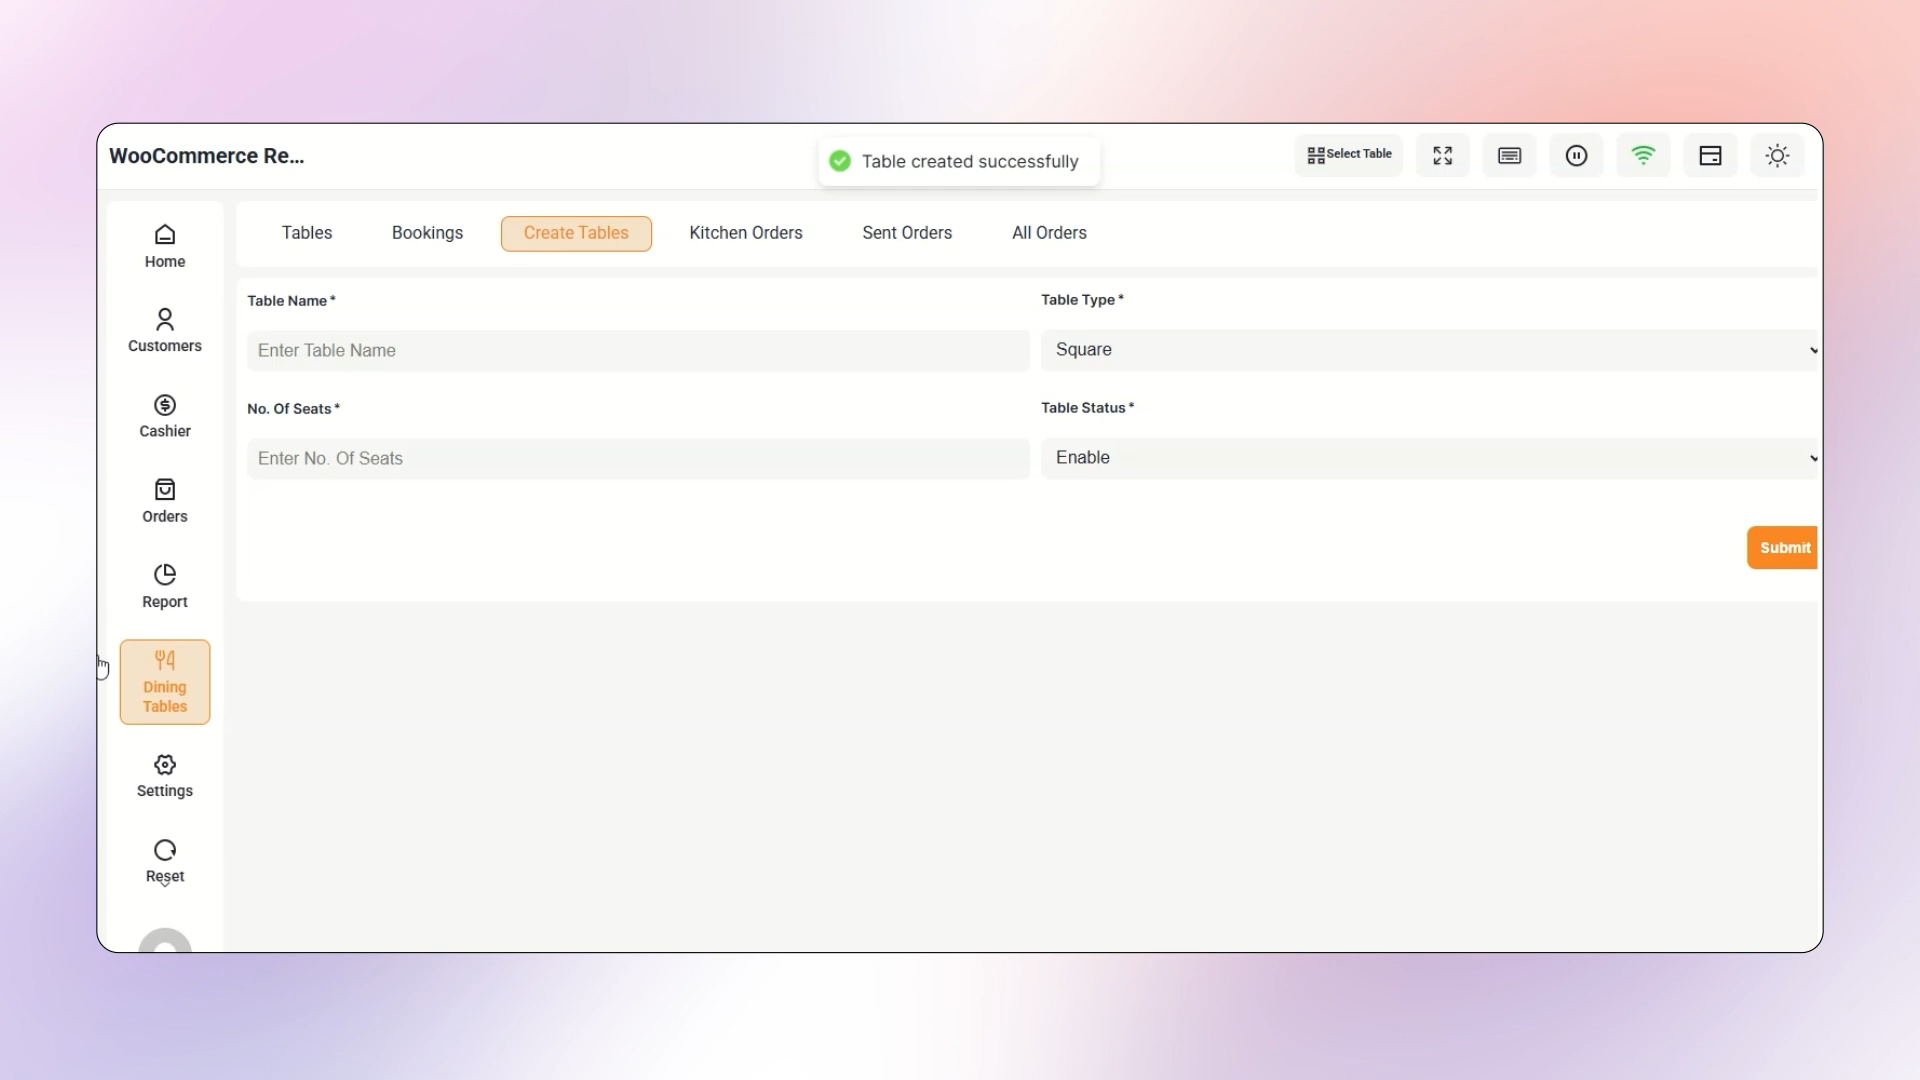 WooCommerce Re...
Table created successfully
Select Table
Home
Customers
Cashier
Orders
Report
Dining
Tables
Settings
Reset
Tables
Bookings
Create Tables
Kitchen Orders
Sent Orders
All Orders
Table Name *
Table Type *
Enter Table Name
Square
No. Of Seats *
Table Status *
Enter No. Of Seats
Enable
Submit